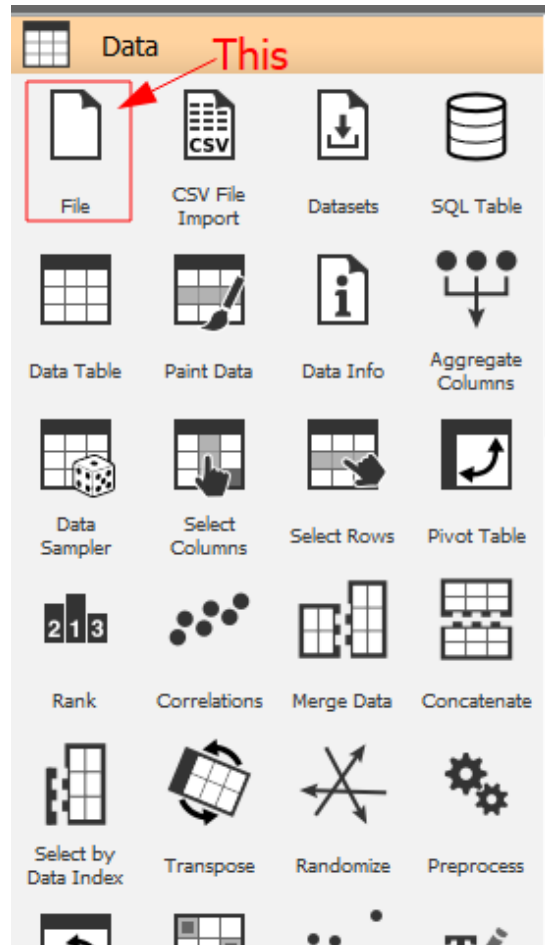 Data
This
CSV
File
CSV File
Import
Datasets
SQL Table
i
Data Table
Paint Data
Data Info
Aggregate
Columns
Data
Sampler
Select
Columns
Select Rows
Pivot Table
2 1 3
Rank
Correlations
Merge Data
Concatenate
Select by
Data Index
Transpose
Randomize
Preprocess
T